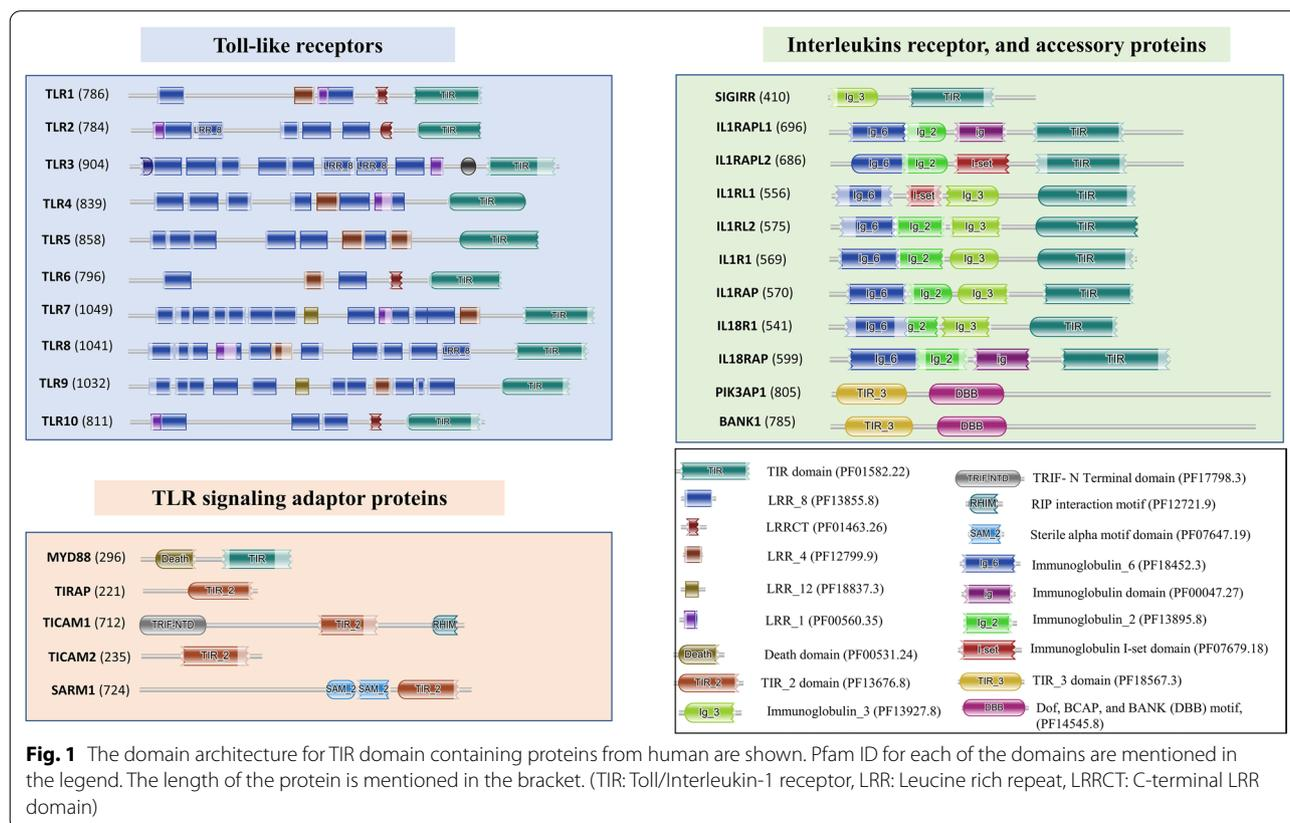 Toll-like receptors
TLR1 (786)
TIR
TLR2 (784)
LRR_8
TIR
TLR3 (904)
LRR_8 LRR_8
TIR
TLR4 (839)
TIR
TLR5 (858)
TIR
TLR6 (796)
TIR
TLR7 (1049)
TIR
TLR8 (1041)
LRR_8
TIR
TLR9 (1032)
TIR
TLR10 (811)
TIR
TLR signaling adaptor proteins
MYD88 (296)
Death TIR
TIRAP (221)
TIR_2
TICAM1 (712)
TRIF-NTD TIR_2 RHIM
TICAM2 (235)
TIR_2
SARM1 (724)
SAM_2 SAM_2 TIR_2
Interleukins receptor, and accessory proteins
SIGIRR (410)
Ig_3 TIR
IL1RAPL1 (696)
Ig_6 Ig_2 ig TIR
IL1RAPL2 (686)
Ig_6 Ig_2 I-set TIR
IL1RL1 (556)
Ig_6 I-set Ig_3 TIR
IL1RL2 (575)
Ig_6 Ig_2 Ig_3 TIR
IL1R1 (569)
Ig_6 Ig_2 Ig_3 TIR
IL1RAP (570)
Ig_6 Ig_2 Ig_3 TIR
IL18R1 (541)
Ig_6 g_2 Ig_3 TIR
IL18RAP (599)
Ig_6 Ig_2 ig TIR
PIK3AP1 (805)
TIR_3 DBB
BANK1 (785)
TIR_3 DBB
TIR TIR domain (PF01582.22)
LRR_8 (PF13855.8)
LRRCT (PF01463.26)
LRR_4 (PF12799.9)
LRR_12 (PF18837.3)
LRR_1 (PF00560.35)
Death Death domain (PF00531.24)
TIR_2 TIR_2 domain (PF13676.8)
Ig_3 Immunoglobulin_3 (PF13927.8)
TRIF-NTD TRIF- N Terminal domain (PF17798.3)
RHIM RIP interaction motif (PF12721.9)
SAM_2 Sterile alpha motif domain (PF07647.19)
Ig_6 Immunoglobulin_6 (PF18452.3)
ig Immunoglobulin domain (PF00047.27)
Ig_2 Immunoglobulin_2 (PF13895.8)
I-set Immunoglobulin I-set domain (PF07679.18)
TIR_3 TIR_3 domain (PF18567.3)
DBB Dof, BCAP, and BANK (DBB) motif,
(PF14545.8)
Fig. 1 The domain architecture for TIR domain containing proteins from human are shown. Pfam ID for each of the domains are mentioned in
the legend. The length of the protein is mentioned in the bracket. (TIR: Toll/Interleukin-1 receptor, LRR: Leucine rich repeat, LRRCT: C-terminal LRR
domain)